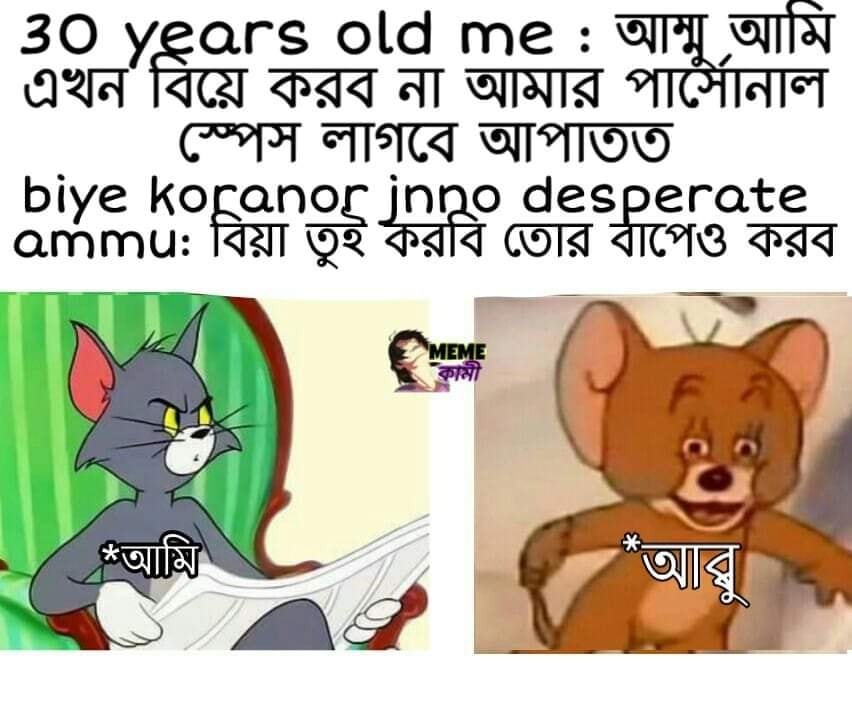 30 years old me : আম্মু আমি
এখন বিয়ে করব না আমার পার্সোনাল
স্পেস লাগবে আপাতত
biye koranor jnno desperate
ammu: বিয়া তুই করবি তোর বাপেও করব
MEME
কামী
*আমি
*আব্বু